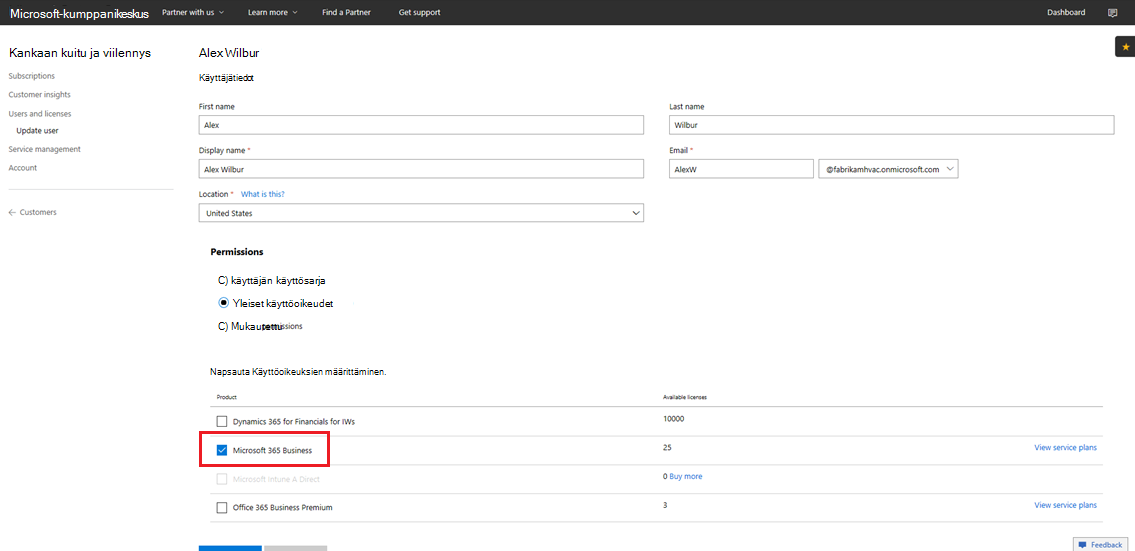 Microsoft-kumppanikeskus Partner with us Learn more Find a Partner Get support Dashboard
Kankaan kuitu ja viilennys
Subscriptions
Customer insights
Users and licenses
Update user
Service management
Account
Customers
Alex Wilbur
Käyttäjätiedot
First name Last name
Alex Wilbur
Display name * Email *
Alex Wilbur AlexW @fabrikamhvac.onmicrosoft.com
Location * What is this?
United States
Permissions
C) käyttäjän käyttösarja
Yleiset käyttöoikeudet
C) Mukautettu permissions
Napsauta Käyttöoikeuksien määrittäminen.
Product Available licenses
Dynamics 365 for Financials for IWs 10000
Microsoft 365 Business 25 View service plans
Microsoft Intune A Direct 0 Buy more
Office 365 Business Premium 3 View service plans
Feedback